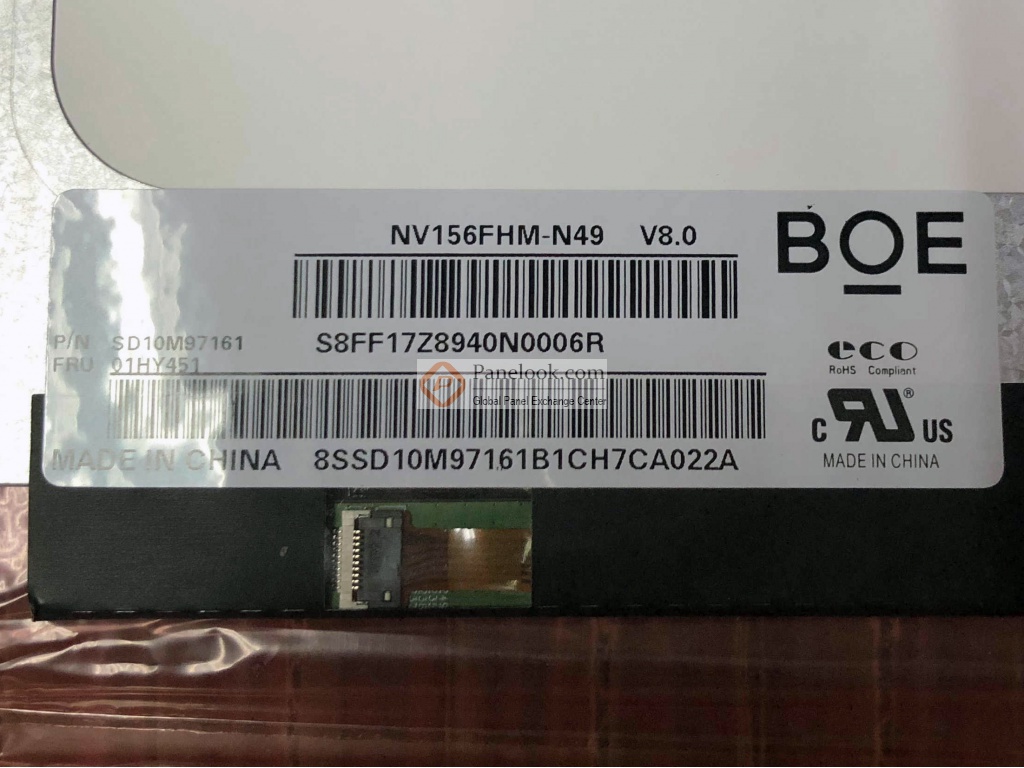 NV156FHM-N49 V8.0
BOE
P/N SD10M97161
S8FF17Z8940N0006R
FRU 01HY451
Panelook.com
Global Panel Exchange Center
eco
RoHS Compliant
C RU ® US
MADE IN CHINA
MADE IN CHINA 8SSD10M97161B1CH7CA022A